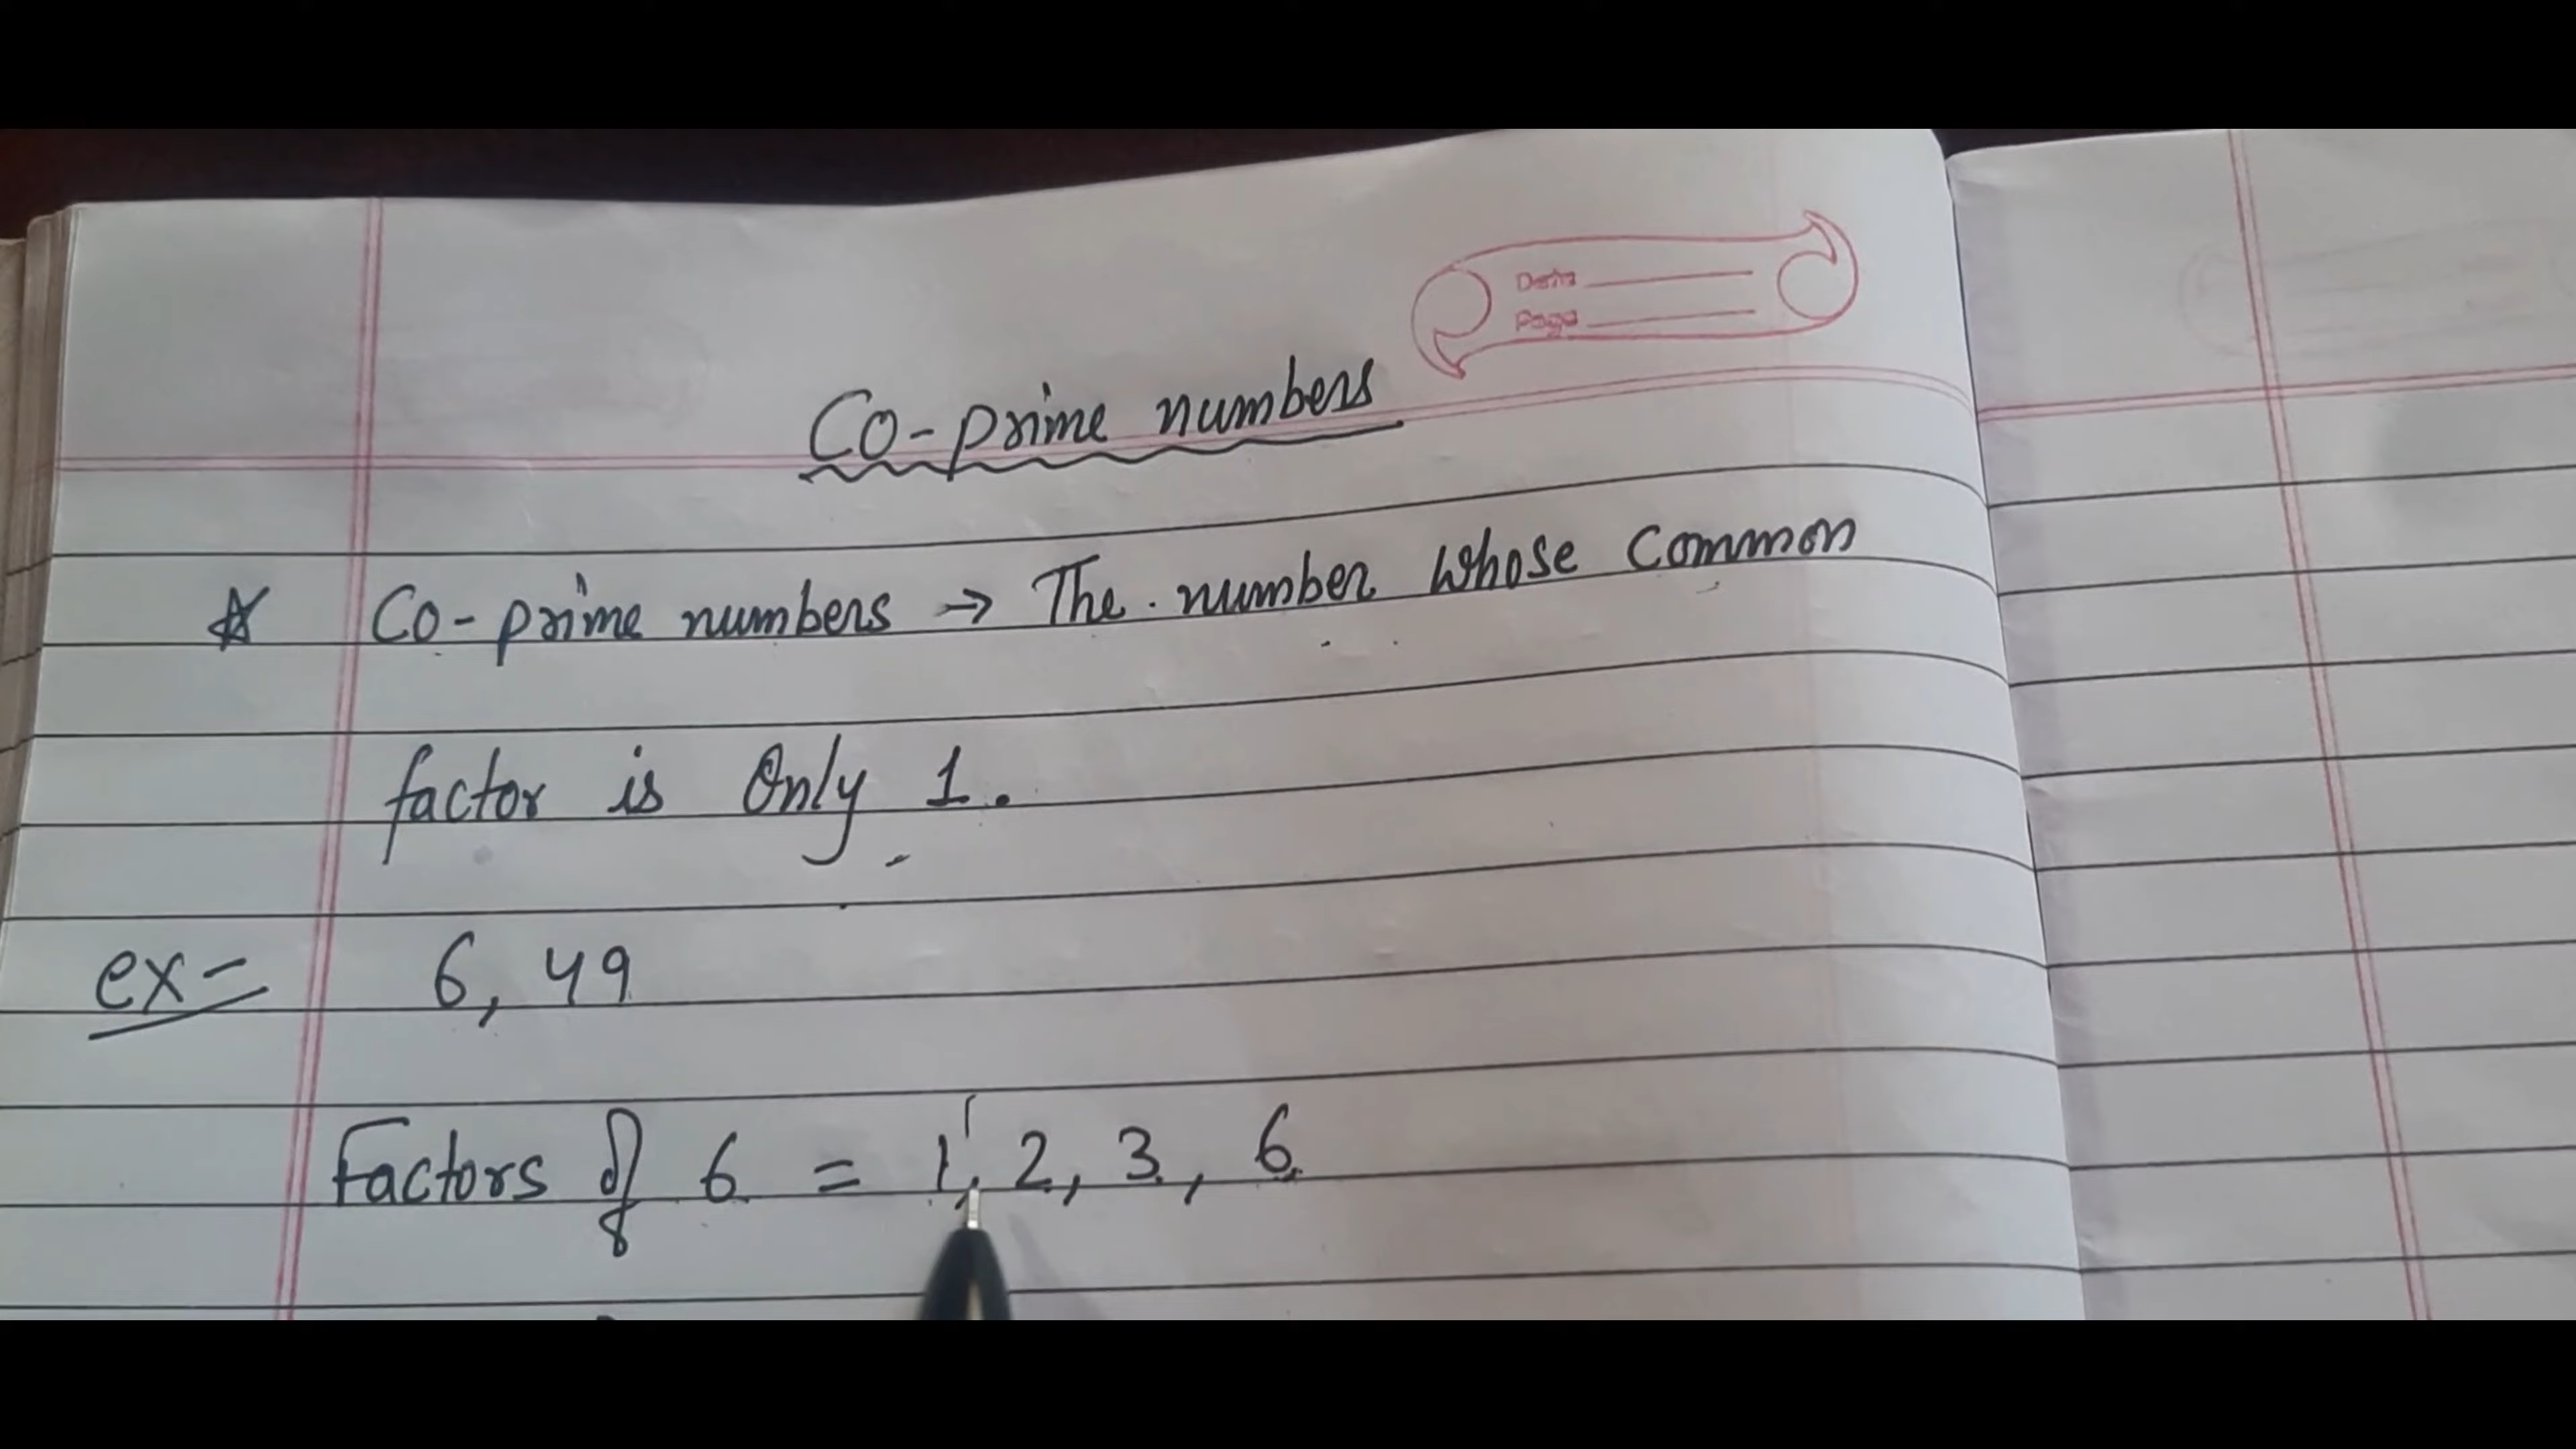 Date
Page
Co-prime numbers
☆ Co-prime numbers → The number whose common
factor is only 1.
ex= 6, 49
Factors of 6 = 1, 2, 3, 6